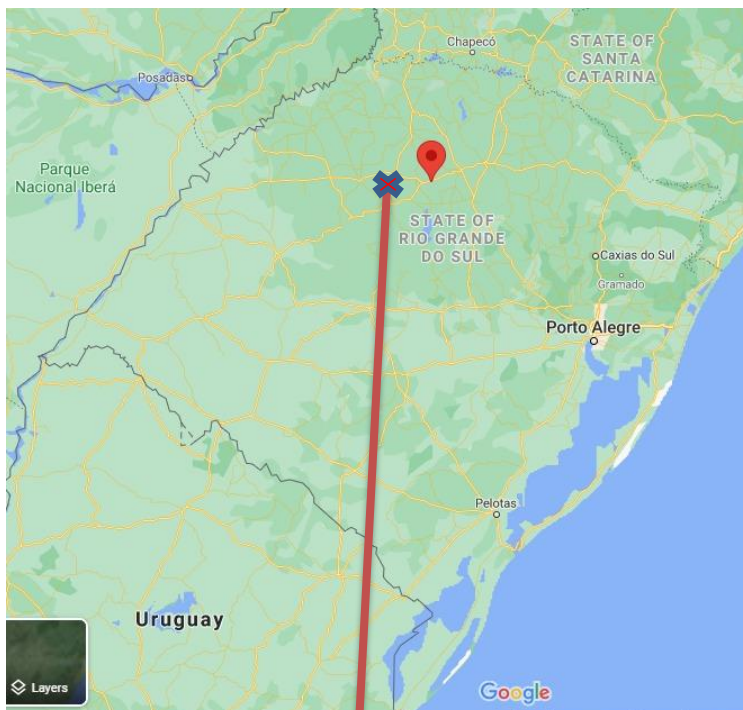 Chapecó
STATE OF
SANTA
CATARINA
Posadas
Parque
Nacional Iberá
STATE OF
RIO GRANDE
DO SUL
Caxias do Sul
Gramado
Porto Alegre
Pelotas
Uruguay
Layers
Google